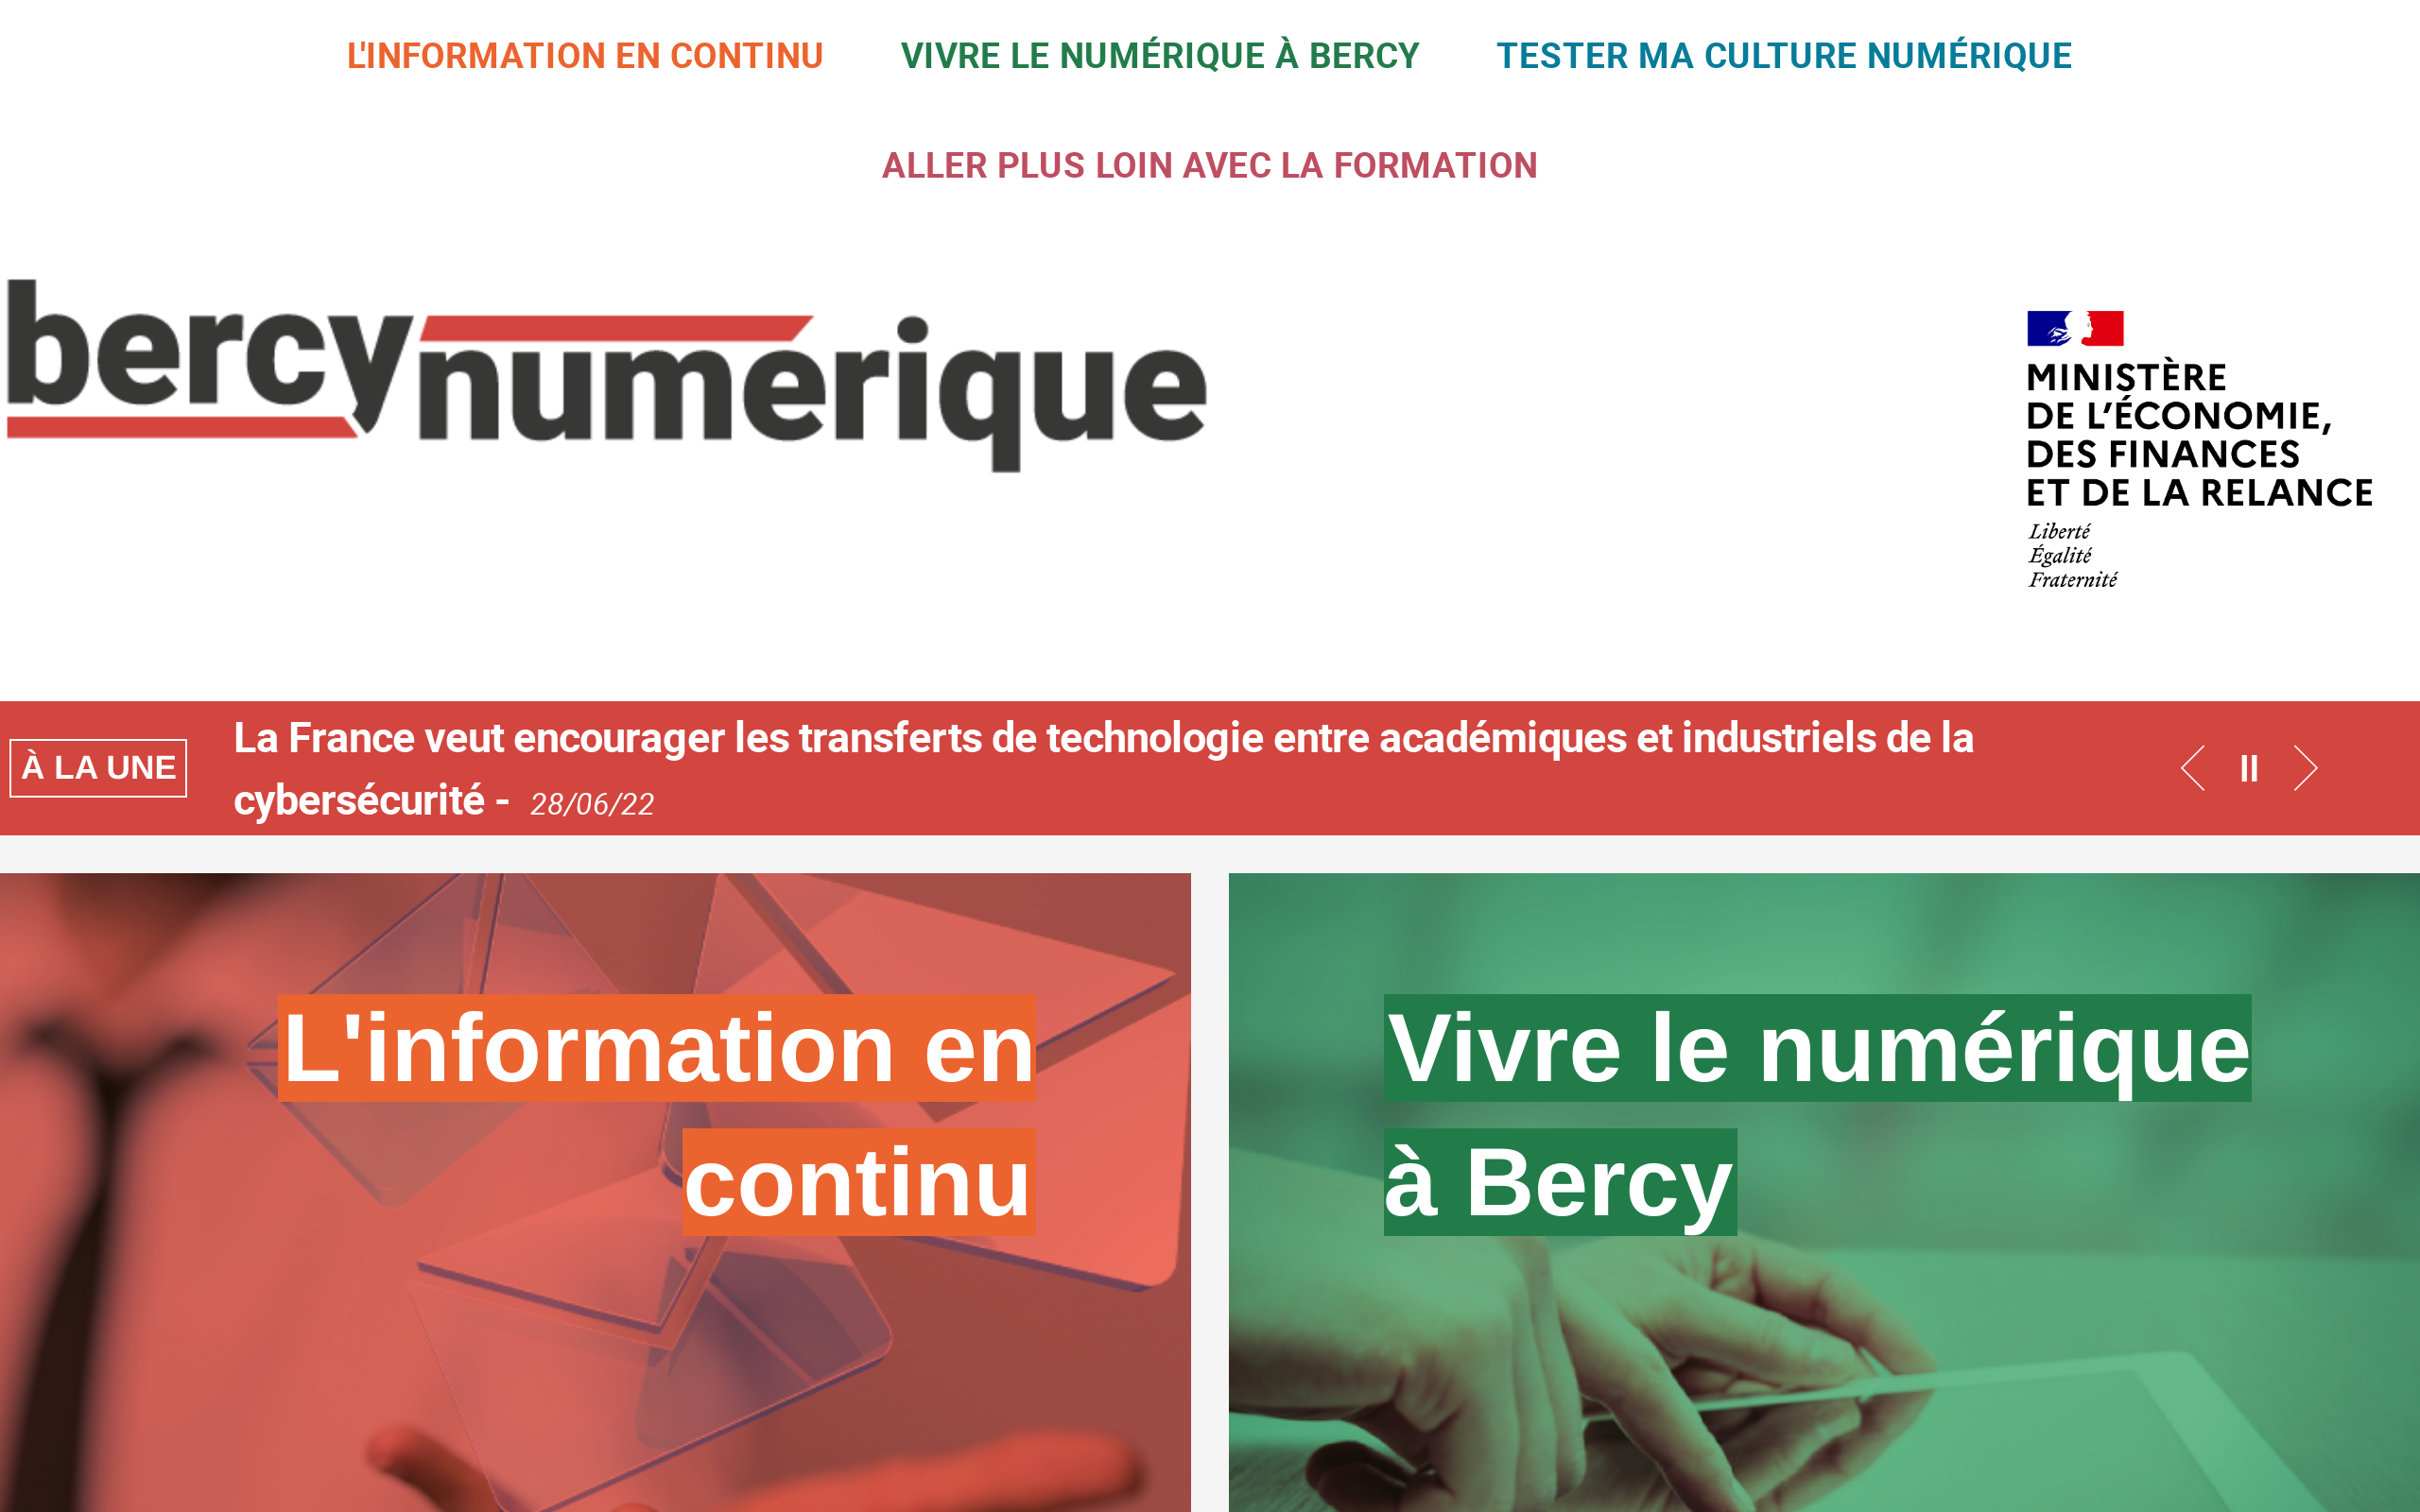 L'INFORMATION EN CONTINU
VIVRE LE NUMÉRIQUE À BERCY
TESTER MA CULTURE NUMÉRIQUE
ALLER PLUS LOIN AVEC LA FORMATION
bercynumérique
MINISTÈRE
DE L'ÉCONOMIE,
DES FINANCES
ET DE LA RELANCE
Liberté
Égalité
Fraternité
À LA UNE
La France veut encourager les transferts de technologie entre académiques et industriels de la
cybersécurité - 28/06/22
L'information en
continu
Vivre le numérique
à Bercy